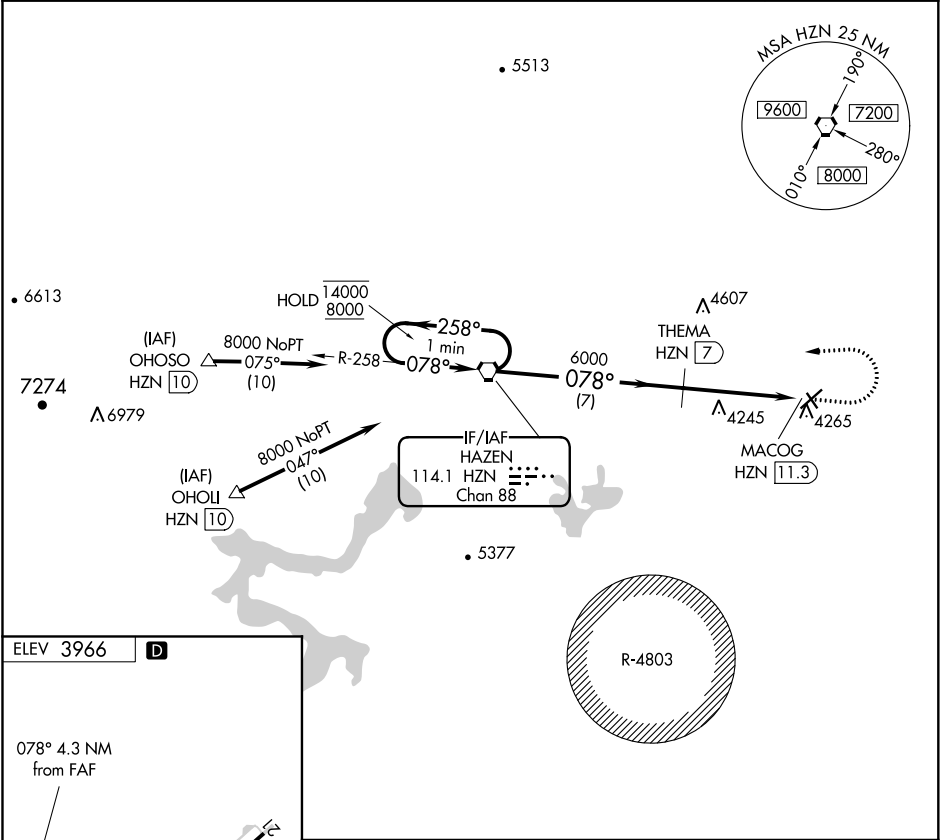 MSA HZN 25 NM
190°
9600
7200
280°
010°
8000
5513
6613
HOLD 14000
8000
4607
(IAF)
OHOSO
HZN 10
8000 NoPT
075°
(10)
R-258
258°
1 min
078°
6000
078°
(7)
THEMA
HZN 7
7274
6979
4245
4265
MACOG
HZN 11.3
(IAF)
OHOLI
HZN 10
8000 NoPT
047°
(10)
IF/IAF
HAZEN
114.1 HZN
Chan 88
5377
R-4803
ELEV 3966 D
078° 4.3 NM
from FAF
21